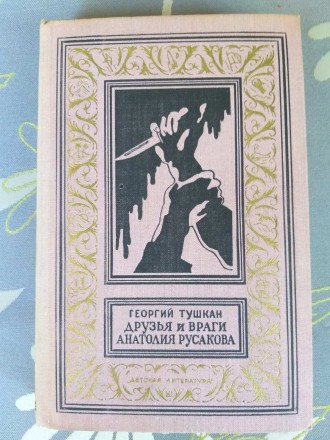 ГЕОРГИЙ ТУШКАН
ДРУЗЬЯ И ВРАГИ
АНАТОЛИЯ РУСАКОВА
„ДЕТСКАЯ ЛИТЕРАТУРА"